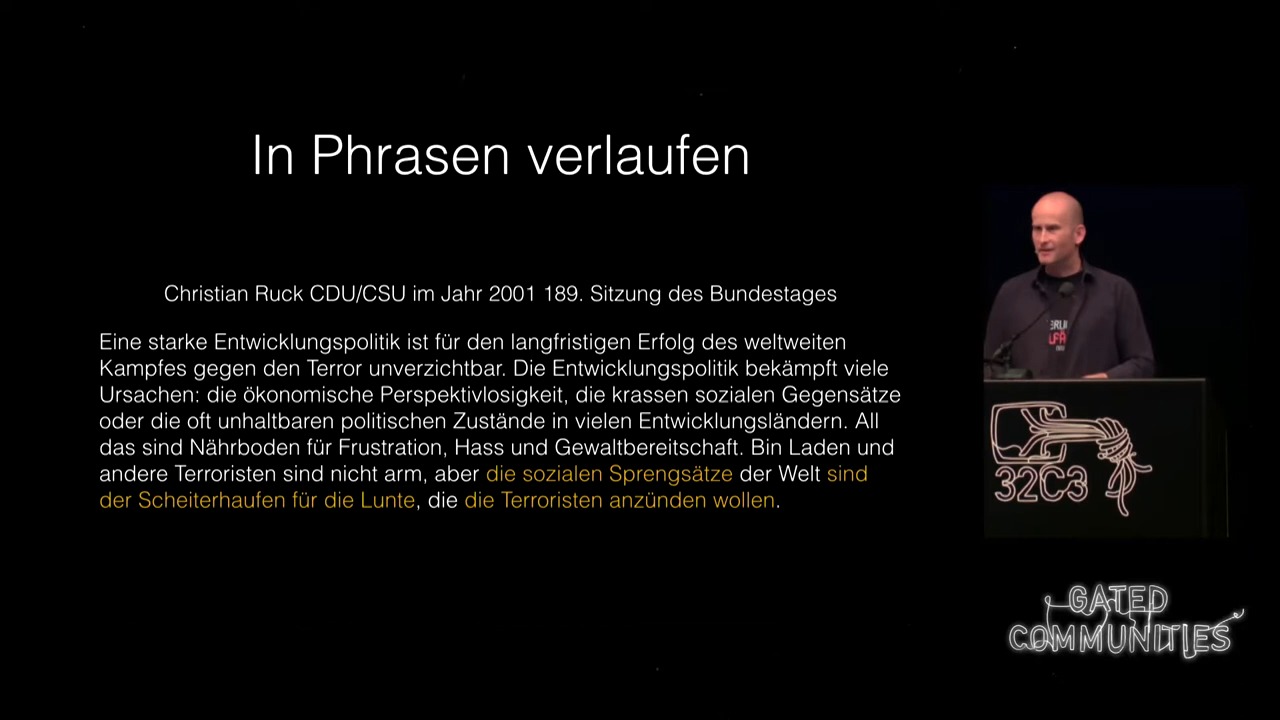 In Phrasen verlaufen
Christian Ruck CDU/CSU im Jahr 2001 189. Sitzung des Bundestages
Eine starke Entwicklungspolitik ist für den langfristigen Erfolg des weltweiten
Kampfes gegen den Terror unverzichtbar. Die Entwicklungspolitik bekämpft viele
Ursachen: die ökonomische Perspektivlosigkeit, die krassen sozialen Gegensätze
oder die oft unhaltbaren politischen Zustände in vielen Entwicklungsländern. All
das sind Nährboden für Frustration, Hass und Gewaltbereitschaft. Bin Laden und
andere Terroristen sind nicht arm, aber die sozialen Sprengsätze der Welt sind
der Scheiterhaufen für die Lunte, die die Terroristen anzünden wollen.
32C3
GATED
COMMUNITIES